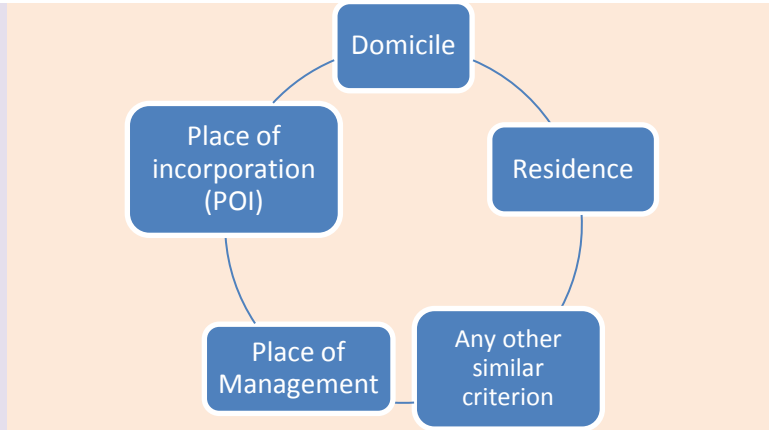 Domicile
Residence
Any other
similar
criterion
Place of
Management
Place of
incorporation
(POI)